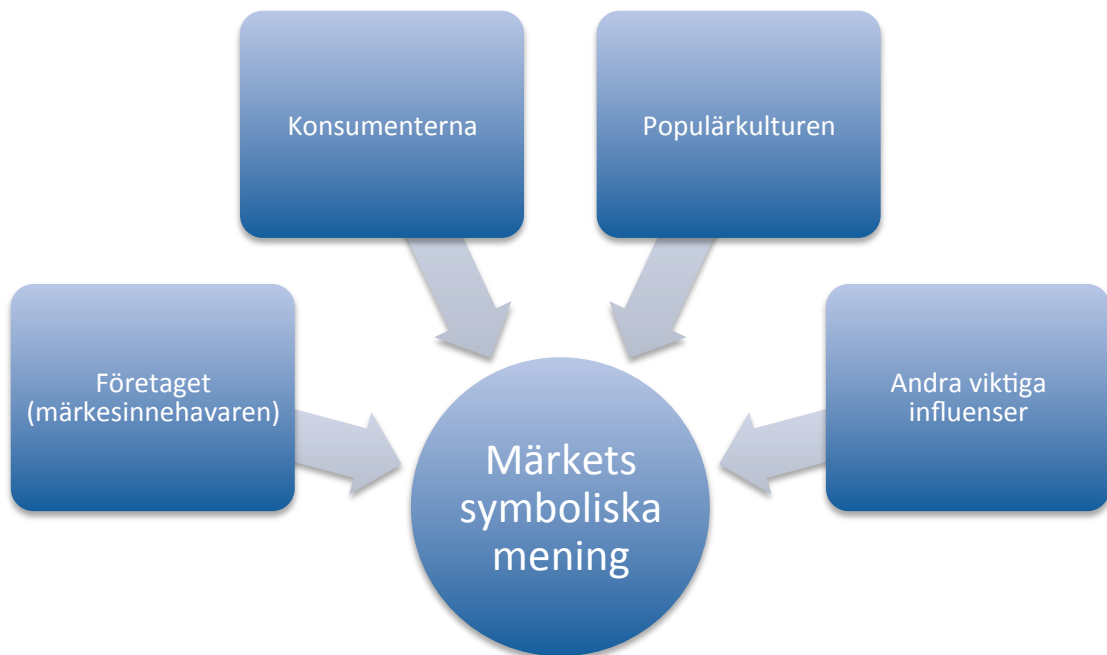 Konsumenterna
Populärkulturen
Företaget
(märkesinnehavaren)
Andra viktiga
influenser
Märkets
symboliska
mening